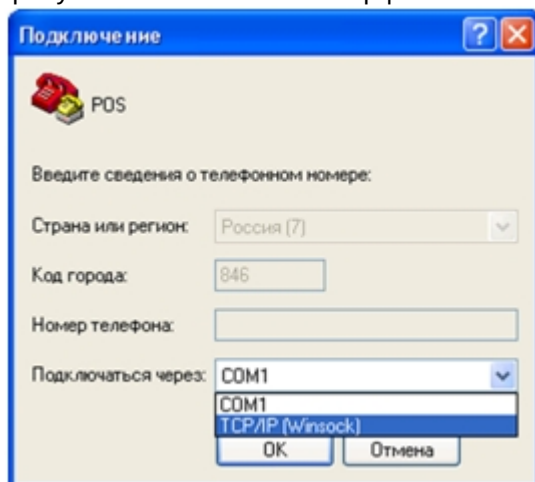 Подключение
POS
Введите сведения о телефонном номере:
Страна или регион: Россия (7)
Код города: 846
Номер телефона:
Подключаться через: COM1
COM1
TCP/IP (Winsock)
OK Отмена